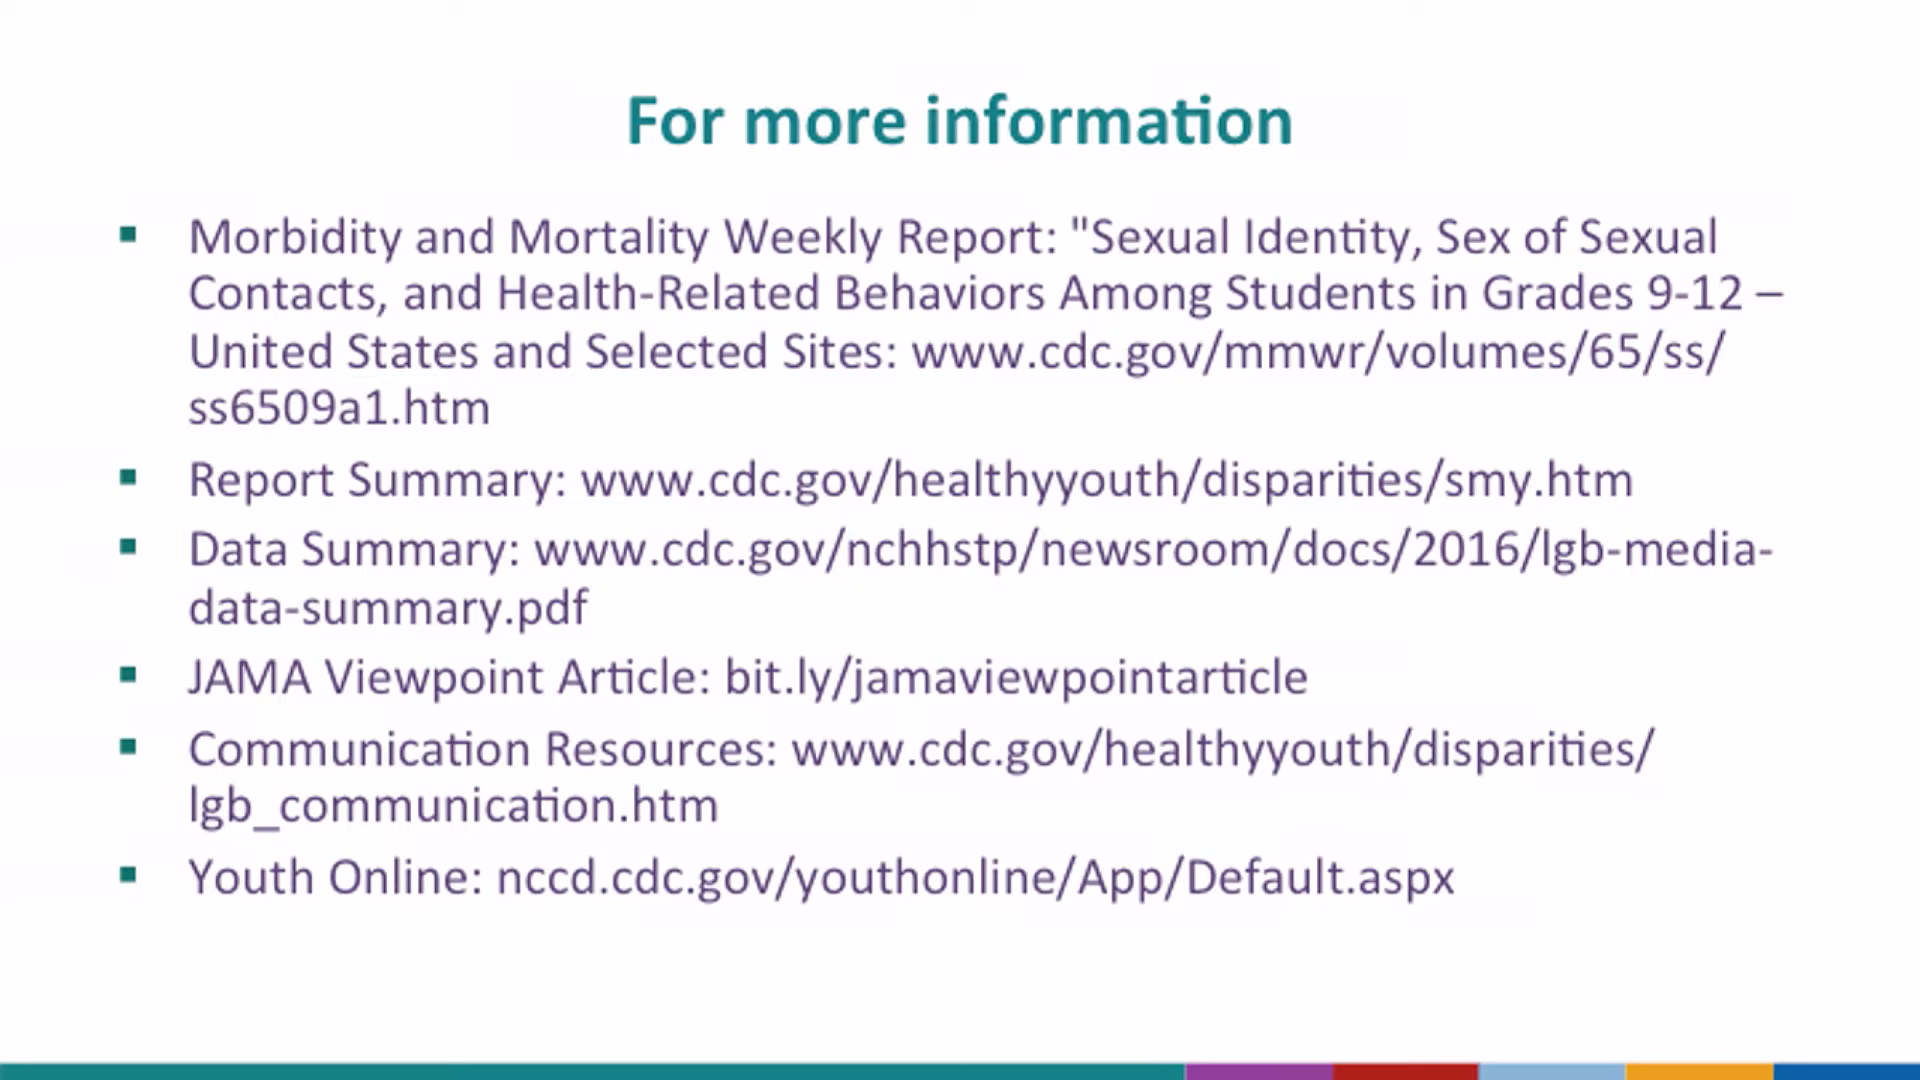 For more information
▪ Morbidity and Mortality Weekly Report: "Sexual Identity, Sex of Sexual
Contacts, and Health-Related Behaviors Among Students in Grades 9-12 –
United States and Selected Sites: www.cdc.gov/mmwr/volumes/65/ss/
ss6509a1.htm
▪ Report Summary: www.cdc.gov/healthyyouth/disparities/smy.htm
▪ Data Summary: www.cdc.gov/nchhstp/newsroom/docs/2016/lgb-media-
data-summary.pdf
▪ JAMA Viewpoint Article: bit.ly/jamaviewpointarticle
▪ Communication Resources: www.cdc.gov/healthyyouth/disparities/
lgb_communication.htm
▪ Youth Online: nccd.cdc.gov/youthonline/App/Default.aspx